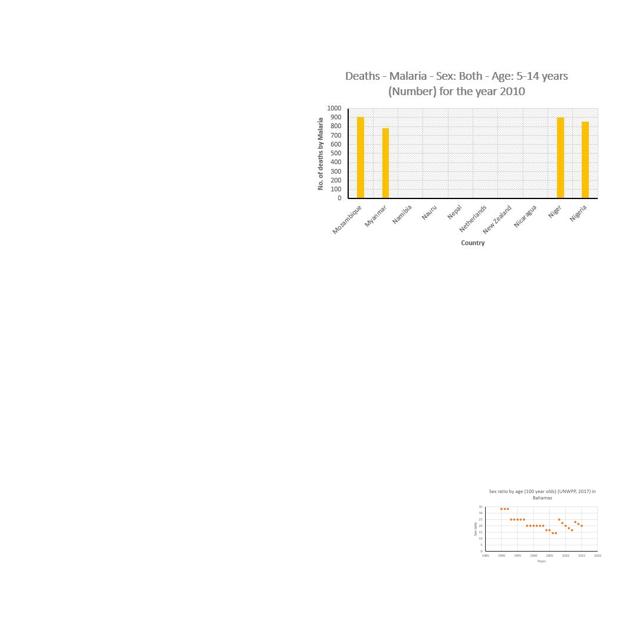 Deaths - Malaria - Sex: Both - Age: 5-14 years
(Number) for the year 2010
No. of deaths by Malaria
1000
900
800
700
600
500
400
300
200
100
0
Mozambique
Myanmar
Namibia
Nauru
Nepal
Netherlands
New Zealand
Nicaragua
Niger
Nigeria
Country
Sex ratio by age (100 year olds) (UNWPP, 2017) in
Bahamas
Sex ratio
Years